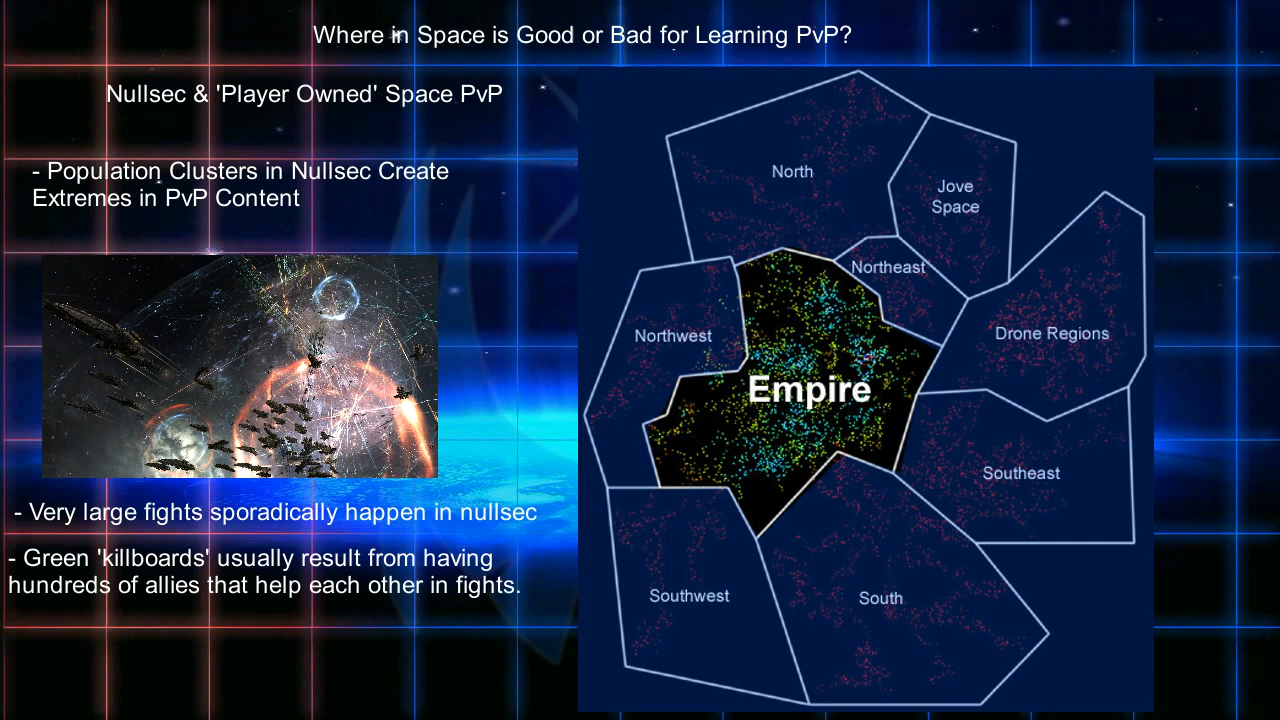 Where in Space is Good or Bad for Learning PvP?
Nullsec & 'Player Owned' Space PvP
- Population Clusters in Nullsec Create
Extremes in PvP Content
- Very large fights sporadically happen in nullsec
- Green 'killboards' usually result from having
hundreds of allies that help each other in fights.
North
Jove
Space
Northeast
Northwest
Drone Regions
Empire
Southeast
Southwest
South